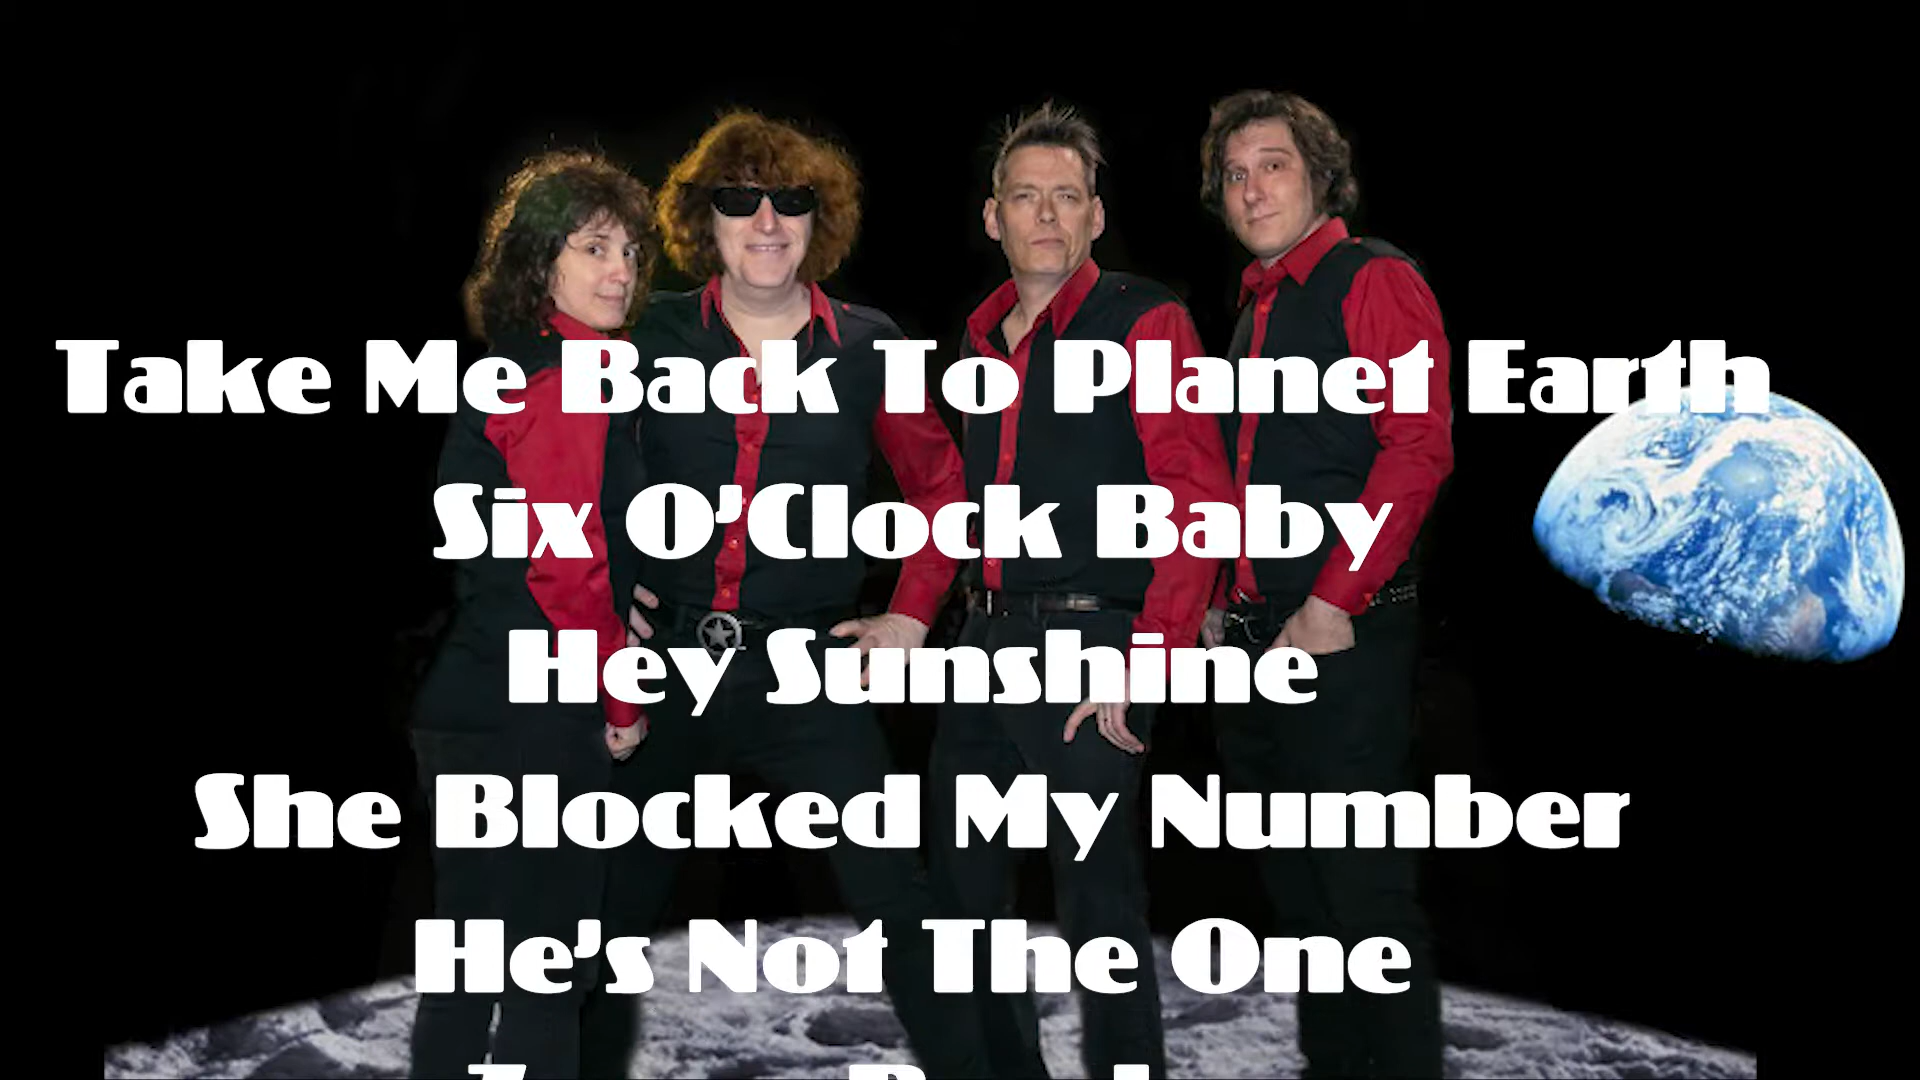 Take Me Back To Planet Earth
Six O'Clock Baby
Hey Sunshine
She Blocked My Number
He's Not The One